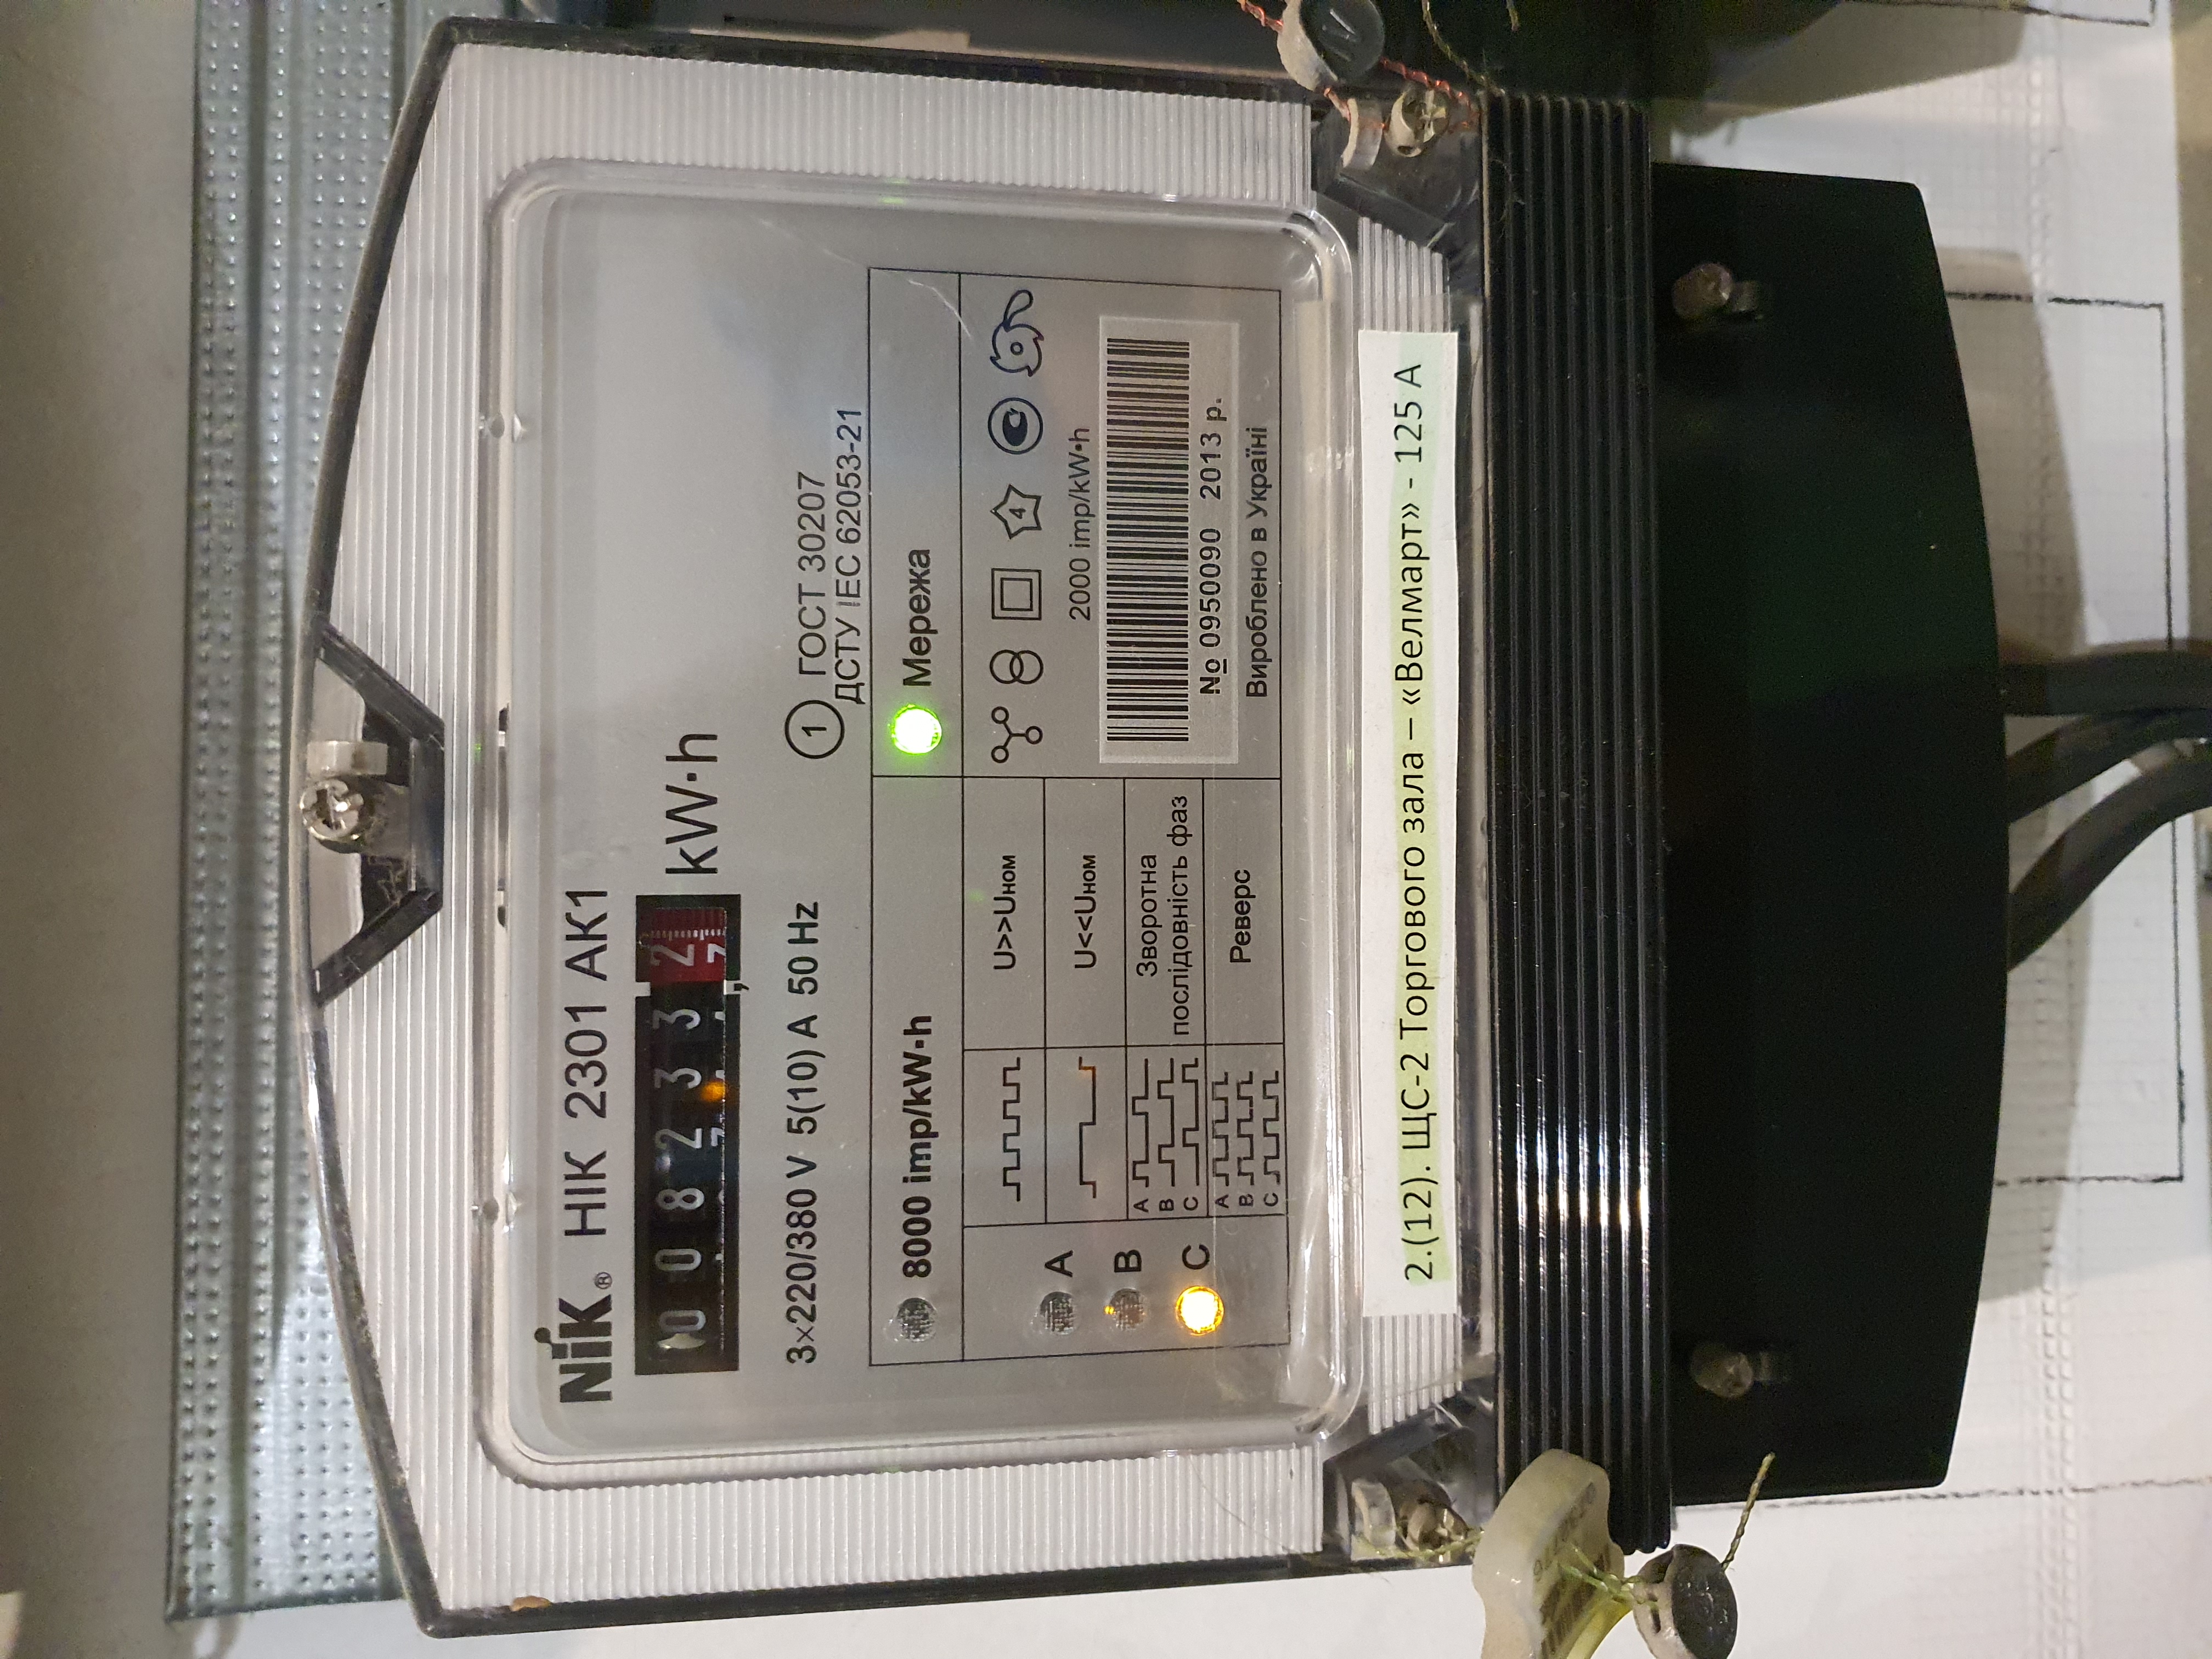 NiK® НІК 2301 АК1
0 0 8 2 3 3 , 2 kW·h
3×220/380 V 5(10) A 50 Hz
1 ГОСТ 30207
ДСТУ IEC 62053-21
8000 imp/kW·h
Мережа
U>>Uном
A
U<<Uном
B
A
B
C
Зворотна
послідовність фаз
C
A
B
C
Реверс
4
2000 imp/kW·h
№ 0950090 2013 р.
Вироблено в Україні
2.(12). ЩС-2 Торгового зала – «Велмарт» - 125 А